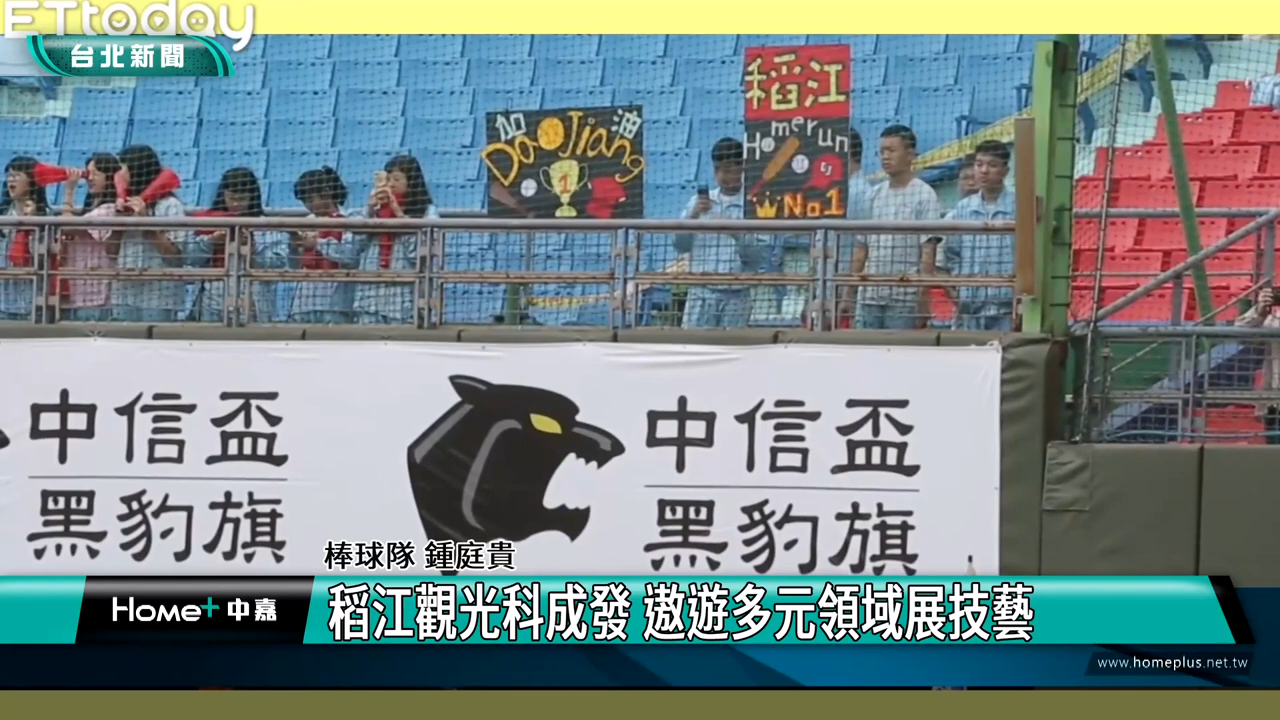 ETtoday
台北新聞
加油
DaoJiang
1
稻江
Homerun
No1
中信盃
黑豹旗
中信盃
黑豹旗
棒球隊 鍾庭貴
Home+中嘉
稻江觀光科成發 遨遊多元領域展技藝
www.homeplus.net.tw